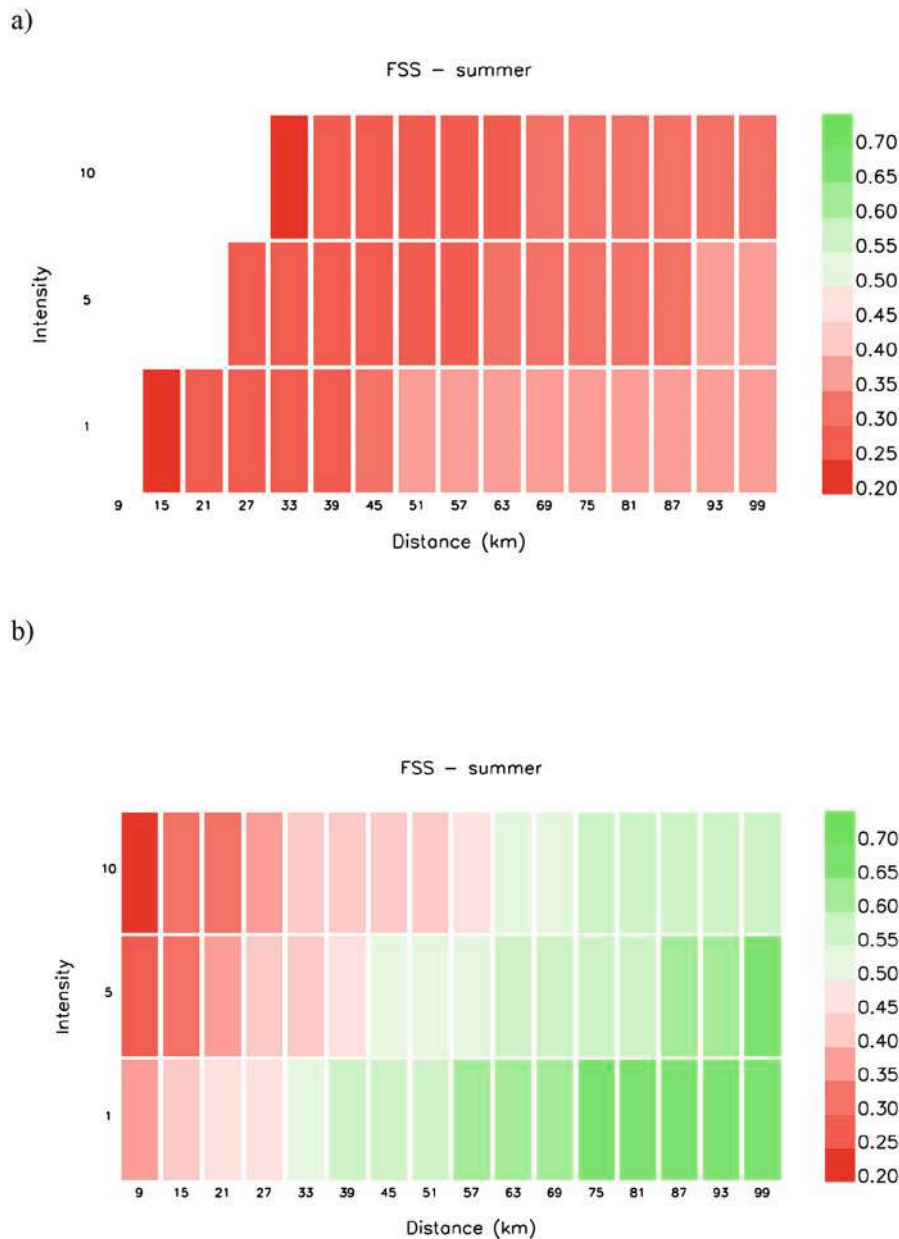 a)
FSS – summer
10
5
1
Intensity
9 15 21 27 33 39 45 51 57 63 69 75 81 87 93 99
Distance (km)
0.70
0.65
0.60
0.55
0.50
0.45
0.40
0.35
0.30
0.25
0.20
b)
FSS – summer
10
5
1
Intensity
9 15 21 27 33 39 45 51 57 63 69 75 81 87 93 99
Distance (km)
0.70
0.65
0.60
0.55
0.50
0.45
0.40
0.35
0.30
0.25
0.20